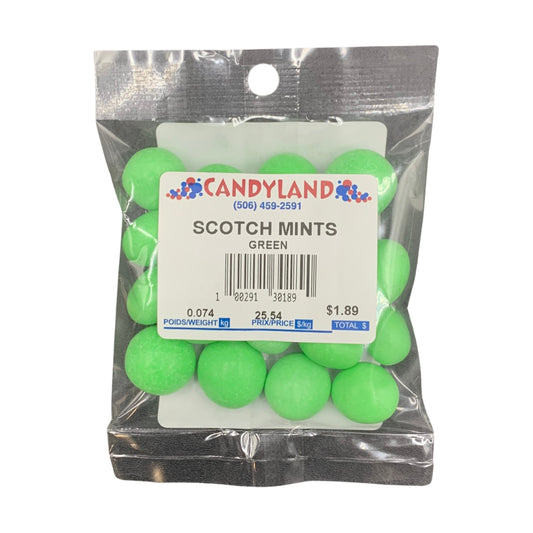 CANDYLAND
(506) 459-2591
SCOTCH MINTS
GREEN
1 00291 30189
0.074 25.54 $1.89
POIDS/WEIGHT kg PRIX/PRICE $/kg TOTAL $